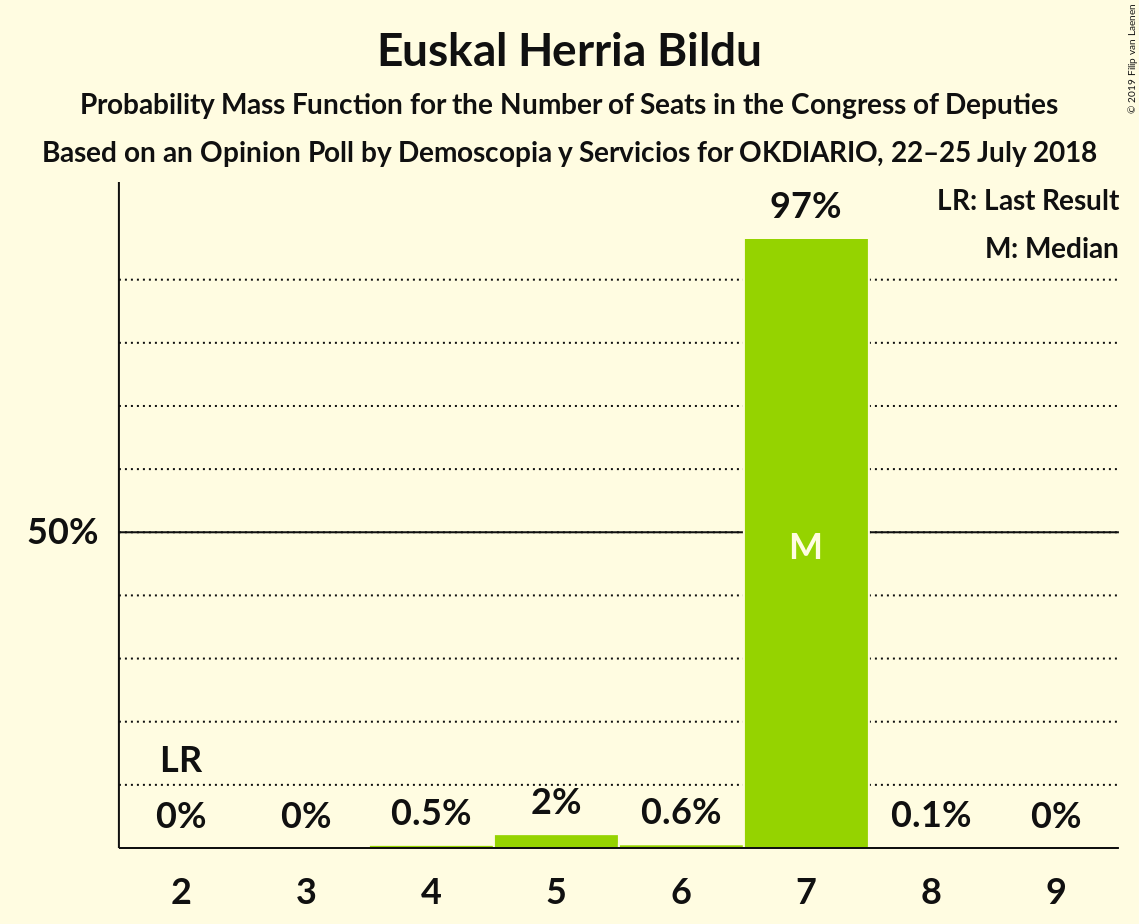 Euskal Herria Bildu
Probability Mass Function for the Number of Seats in the Congress of Deputies
Based on an Opinion Poll by Demoscopia y Servicios for OKDIARIO, 22–25 July 2018
© 2019 Filip van Laenen
LR: Last Result
M: Median
97%
50%
M
LR
0%
0%
0.5%
2%
0.6%
0.1%
0%
2 3 4 5 6 7 8 9